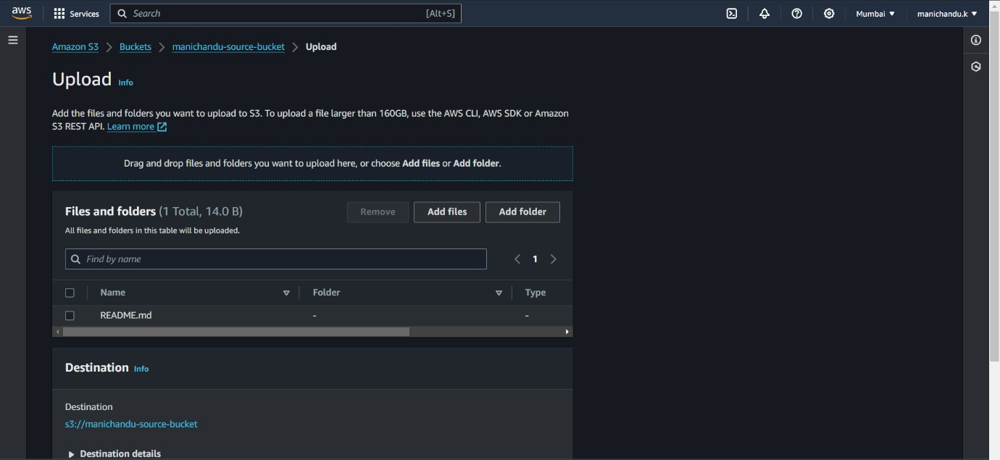 aws Services Search [Alt+S] Mumbai manichandu.k
Amazon S3 Buckets manichandu-source-bucket Upload
Upload Info
Add the files and folders you want to upload to S3. To upload a file larger than 160GB, use the AWS CLI, AWS SDK or Amazon
S3 REST API. Learn more
Drag and drop files and folders you want to upload here, or choose Add files or Add folder.
Files and folders (1 Total, 14.0 B) Remove Add files Add folder
All files and folders in this table will be uploaded.
Find by name 1
Name Folder Type
README.md - -
Destination Info
Destination
s3://manichandu-source-bucket
Destination details